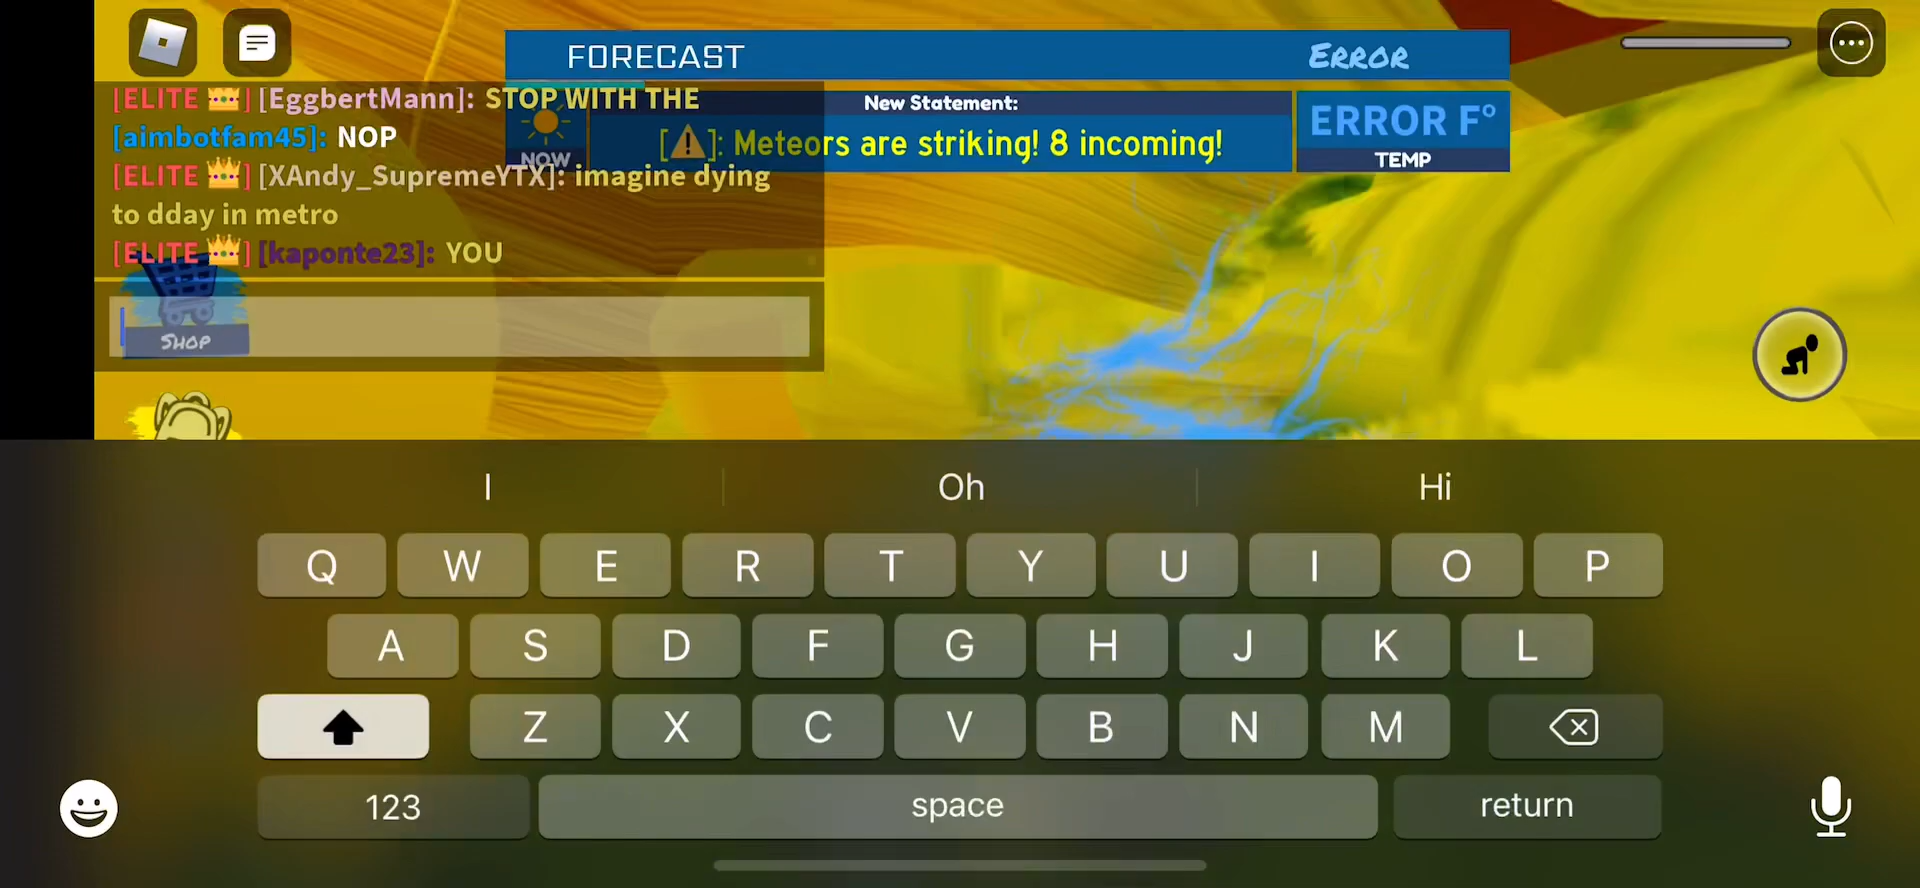 FORECAST
ERROR
[ELITE 👑] [EggbertMann]: STOP WITH THE
New Statement:
[aimbotfam45]: NOP
[⚠️]: Meteors are striking! 8 incoming!
ERROR F°
NOW
TEMP
[ELITE 👑] [XAndy_SupremeYTX]: imagine dying
to dday in metro
[ELITE 👑] [kaponte23]: YOU
SHOP
I
Oh
Hi
Q W E R T Y U I O P
A S D F G H J K L
Z X C V B N M
123
space
return